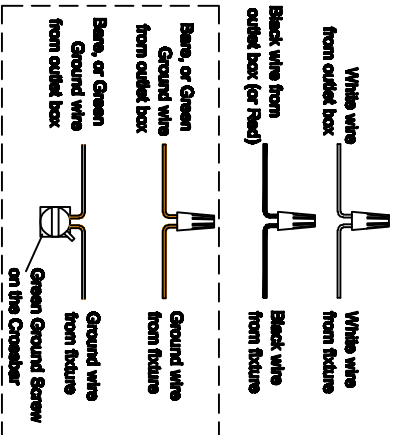 White wire
from outlet box
White wire
from fixture
Black wire from
outlet box (or Red)
Black wire
from fixture
Bare, or Green
Ground wire
from outlet box
Ground wire
from fixture
Bare, or Green
Ground wire
from outlet box
Ground wire
from fixture
Green Ground Screw
on the Crossbar